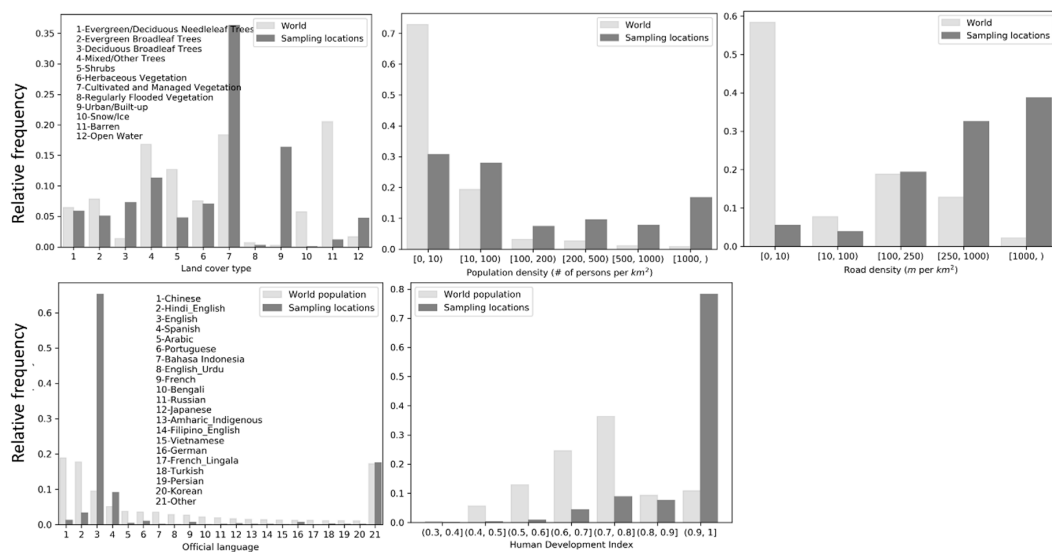 Relative frequency
0.35
0.30
0.25
0.20
0.15
0.10
0.05
0.00
World
Sampling locations
1-Evergreen/Deciduous Needleleaf Trees
2-Evergreen Broadleaf Trees
3-Deciduous Broadleaf Trees
4-Mixed/Other Trees
5-Shrubs
6-Herbaceous Vegetation
7-Cultivated and Managed Vegetation
8-Regularly Flooded Vegetation
9-Urban/Built-up
10-Snow/Ice
11-Barren
12-Open Water
1 2 3 4 5 6 7 8 9 10 11 12
Land cover type
0.7
0.6
0.5
0.4
0.3
0.2
0.1
0.0
World
Sampling locations
[0, 10) [10, 100) [100, 200) [200, 500) [500, 1000) [1000, )
Population density (# of persons per km²)
0.6
0.5
0.4
0.3
0.2
0.1
0.0
World
Sampling locations
[0, 10) [10, 100) [100, 250) [250, 1000) [1000, )
Road density (m per km²)
Relative frequency
0.6
0.5
0.4
0.3
0.2
0.1
0.0
World population
Sampling locations
1-Chinese
2-Hindi_English
3-English
4-Spanish
5-Arabic
6-Portuguese
7-Bahasa Indonesia
8-English_Urdu
9-French
10-Bengali
11-Russian
12-Japanese
13-Amharic_Indigenous
14-Filipino_English
15-Vietnamese
16-German
17-French_Lingala
18-Turkish
19-Persian
20-Korean
21-Other
1 2 3 4 5 6 7 8 9 10 11 12 13 14 15 16 17 18 19 20 21
Official language
0.8
0.7
0.6
0.5
0.4
0.3
0.2
0.1
0.0
World population
Sampling locations
(0.3, 0.4] (0.4, 0.5] (0.5, 0.6] (0.6, 0.7] (0.7, 0.8] (0.8, 0.9] (0.9, 1]
Human Development Index